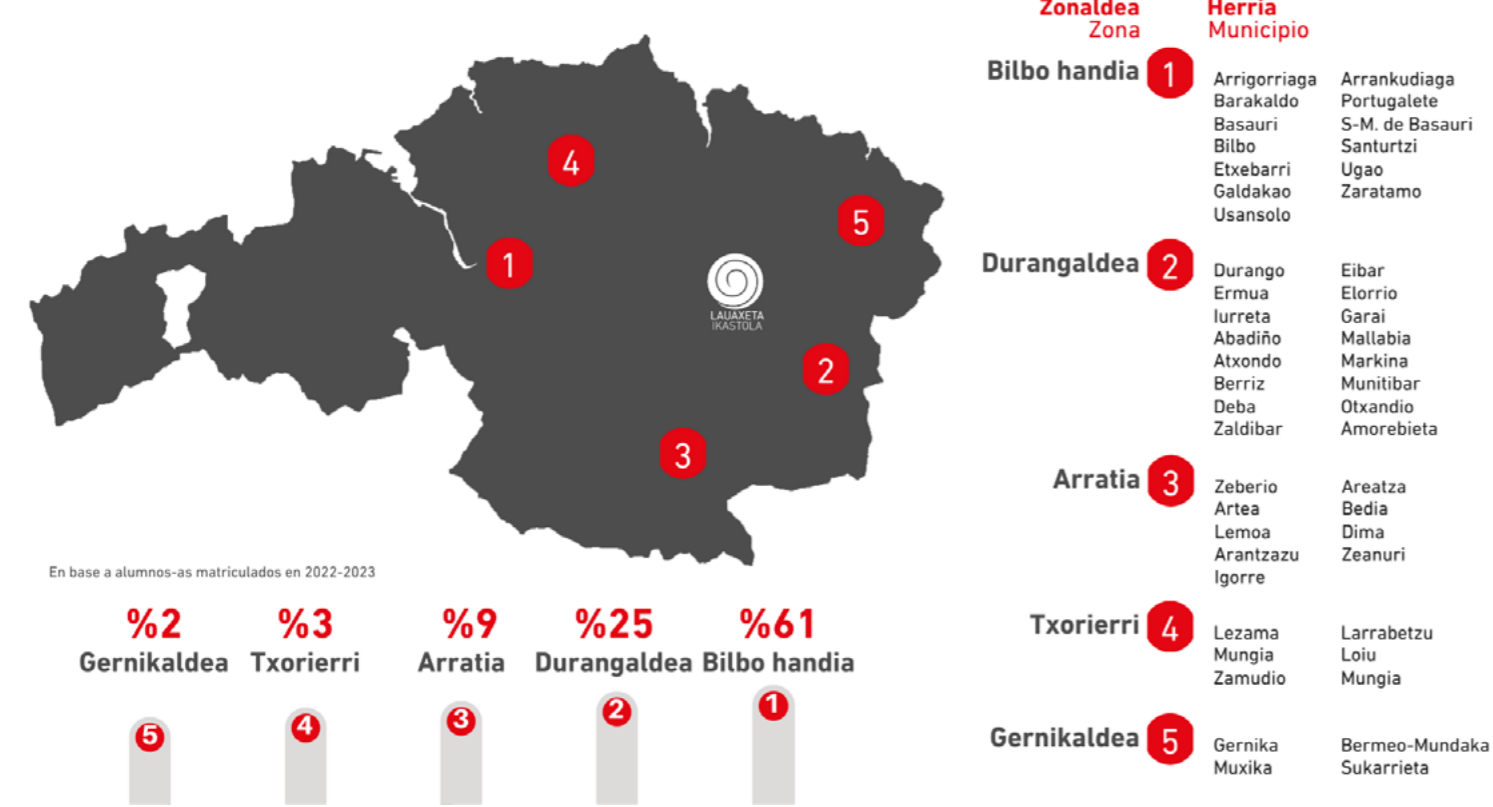 Zonaldea Herria
Zona Municipio
Bilbo handia 1
Arrigorriaga Arrankudiaga
Barakaldo Portugalete
Basauri S-M. de Basauri
Bilbo Santurtzi
Etxebarri Ugao
Galdakao Zaratamo
Usansolo
Durangaldea 2
Durango Eibar
Ermua Elorrio
Iurreta Garai
Abadiño Mallabia
Atxondo Markina
Berriz Munitibar
Deba Otxandio
Zaldibar Amorebieta
Arratia 3
Zeberio Areatza
Artea Bedia
Lemoa Dima
Arantzazu Zeanuri
Igorre
Txorierri 4
Lezama Larrabetzu
Mungia Loiu
Zamudio Mungia
Gernikaldea 5
Gernika Bermeo-Mundaka
Muxika Sukarrieta
4
5
1
LAUAXETA
IKASTOLA
2
3
En base a alumnos-as matriculados en 2022-2023
%2 %3 %9 %25 %61
Gernikaldea Txorierri Arratia Durangaldea Bilbo handia
5 4 3 2 1